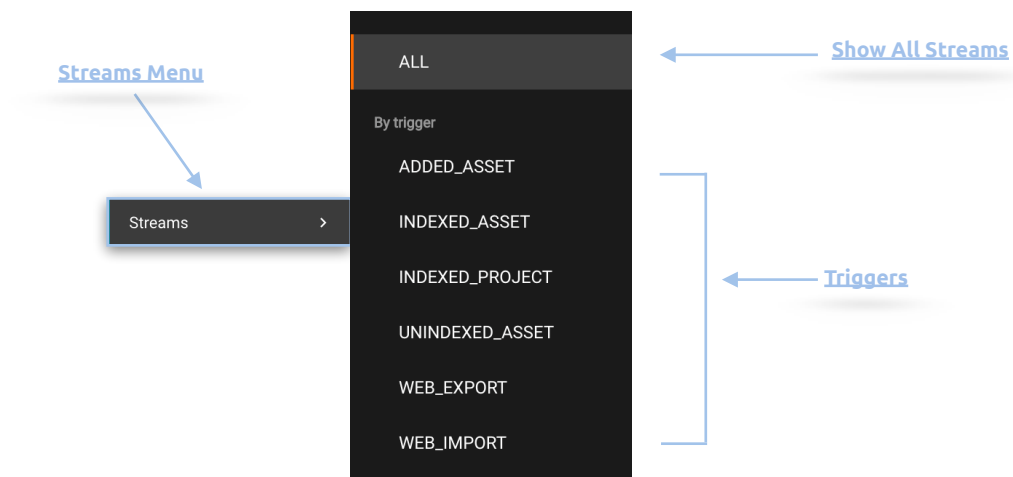 Streams Menu
Streams
ALL
By trigger
ADDED_ASSET
INDEXED_ASSET
INDEXED_PROJECT
UNINDEXED_ASSET
WEB_EXPORT
WEB_IMPORT
Show All Streams
Triggers